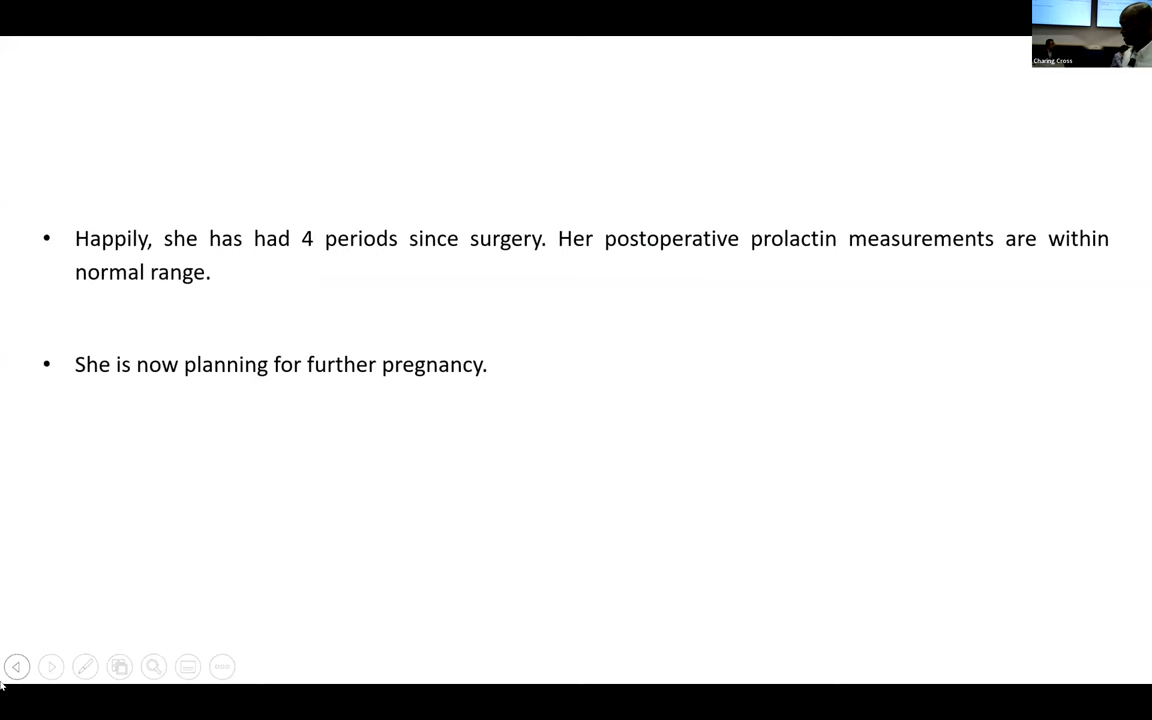 Charing Cross
• Happily, she has had 4 periods since surgery. Her postoperative prolactin measurements are within
normal range.
• She is now planning for further pregnancy.